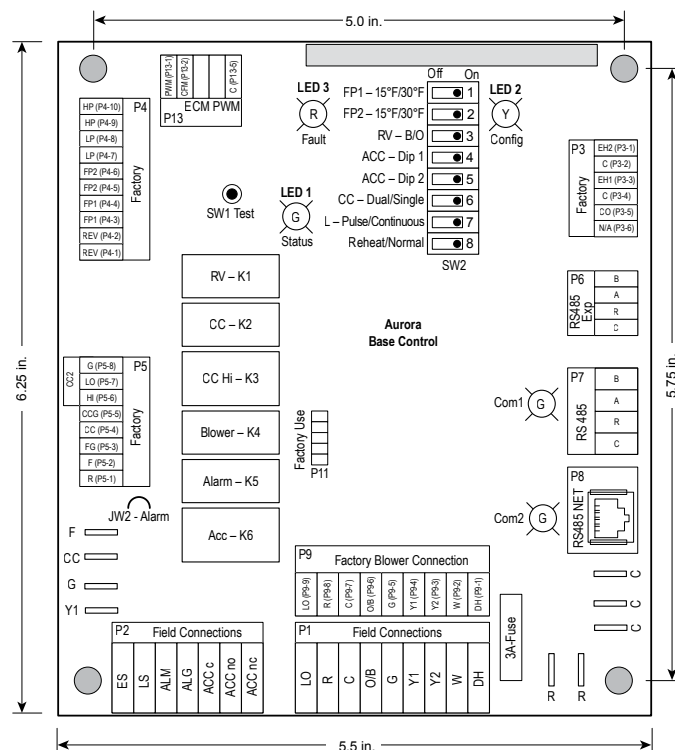 5.0 in.
6.25 in.
5.75 in.
5.5 in.
PWM (P13-1)
CFM (P13-2)
C (P13-5)
ECM PWM
P13
P4
HP (P4-10)
HP (P4-9)
LP (P4-8)
LP (P4-7)
FP2 (P4-6)
FP2 (P4-5)
FP1 (P4-4)
FP1 (P4-3)
REV (P4-2)
REV (P4-1)
Factory
SW1 Test
LED 3
R
Fault
LED 1
G
Status
Off On
FP1 – 15°F/30°F 1
FP2 – 15°F/30°F 2
RV – B/O 3
ACC – Dip 1 4
ACC – Dip 2 5
CC – Dual/Single 6
L – Pulse/Continuous 7
Reheat/Normal 8
SW2
LED 2
Y
Config
P3
Factory
EH2 (P3-1)
C (P3-2)
EH1 (P3-3)
C (P3-4)
CO (P3-5)
N/A (P3-6)
RV – K1
CC – K2
CC Hi – K3
Blower – K4
Alarm – K5
Acc – K6
Aurora
Base Control
P6
RS485
Exp
B
A
R
C
P7
RS 485
B
A
R
C
Com1
G
P8
RS485 NET
Com2
G
CC2
P5
Factory
G (P5-8)
LO (P5-7)
HI (P5-6)
CCG (P5-5)
CC (P5-4)
FG (P5-3)
F (P5-2)
R (P5-1)
JW2 - Alarm
Factory Use
P11
F
CC
G
Y1
P9
Factory Blower Connection
LO (P9-9)
R (P9-8)
C (P9-7)
O/B (P9-6)
G (P9-5)
Y1 (P9-4)
Y2 (P9-3)
W (P9-2)
DH (P9-1)
P2
Field Connections
ES
LS
ALM
ALG
ACC c
ACC no
ACC nc
P1
Field Connections
LO
R
C
O/B
G
Y1
Y2
W
DH
3A-Fuse
C
C
C
R
R